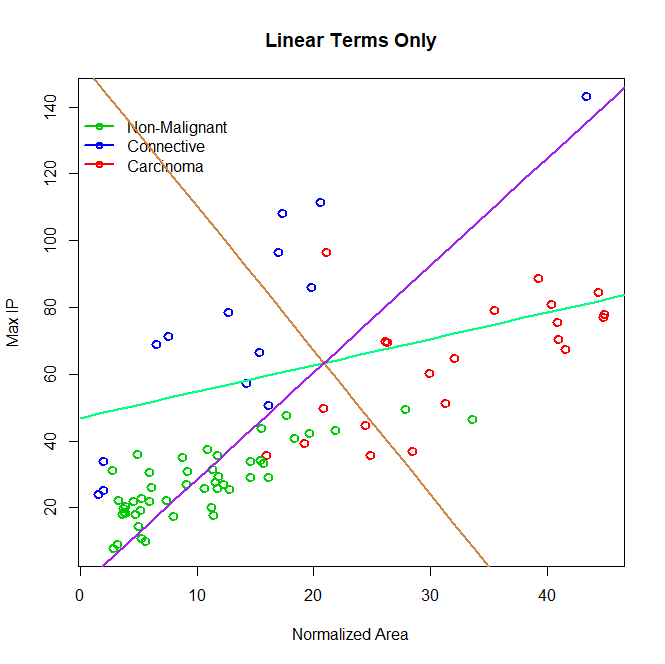 Linear Terms Only
Max IP
140
120
100
80
60
40
20
Non-Malignant
Connective
Carcinoma
0 10 20 30 40
Normalized Area